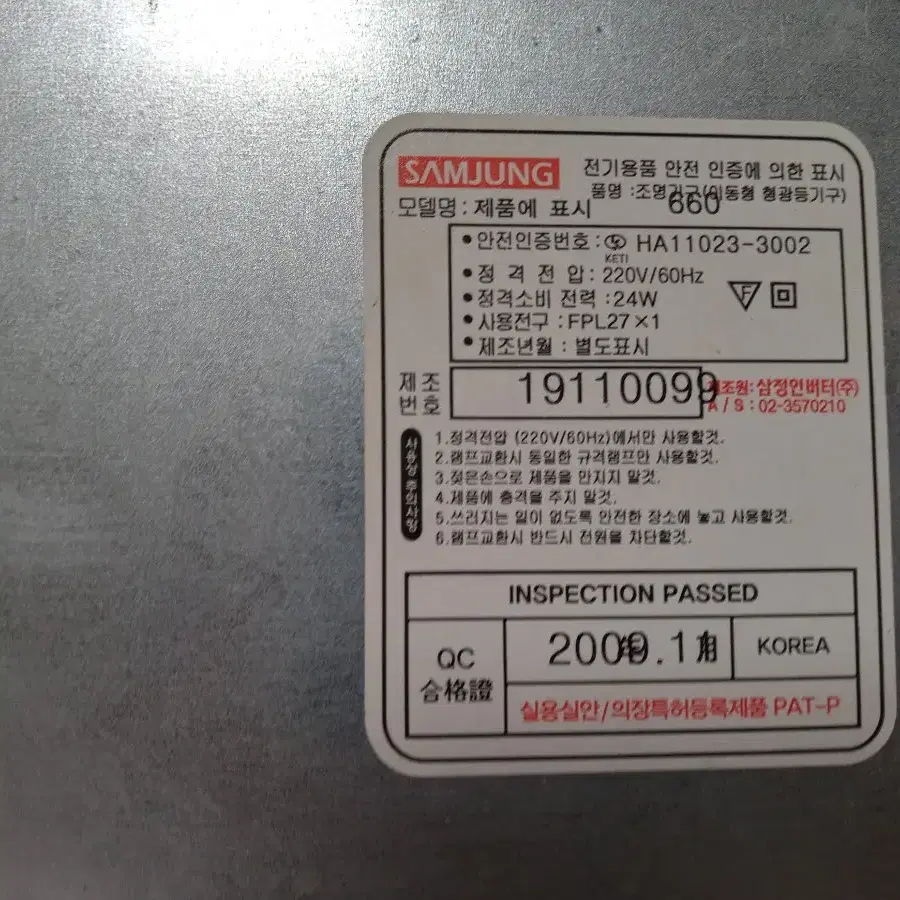 SAMJUNG 전기용품 안전 인증에 의한 표시
품명 :조명기구(이동형 형광등기구)
모델명 : 제품에 표시 660
• 안전인증번호 : HA11023-3002
KETI
• 정 격 전 압 : 220V/60Hz
• 정격소비 전력 : 24W
• 사용전구 : FPL27×1
• 제조년월 : 별도표시
F
제조
번호
19110099
제조원: 삼정인버터(주)
A / S : 02-3570210
사용상 주의사항
1.정격전압 (220V/60Hz)에서만 사용할것.
2.램프교환시 동일한 규격램프만 사용할것.
3.젖은손으로 제품을 만지지 말것.
4.제품에 충격을 주지 말것.
5.쓰러지는 일이 없도록 안전한 장소에 놓고 사용할것.
6.램프교환시 반드시 전원을 차단할것.
INSPECTION PASSED
QC
合格證
2009.11
KOREA
실용실안/의장특허등록제품 PAT-P